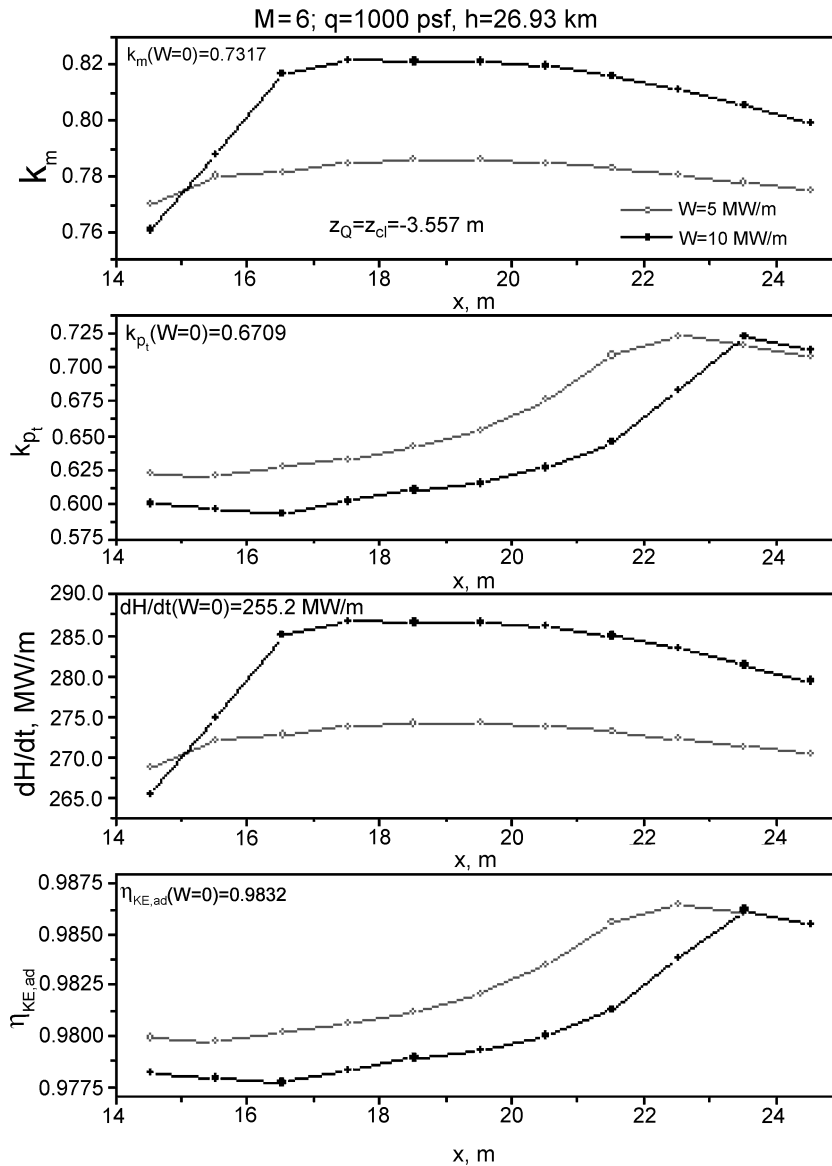 M=6; q=1000 psf, h=26.93 km
k_m(W=0)=0.7317
0.82
0.80
0.78
0.76
k_m
z_Q=z_cl=-3.557 m
W=5 MW/m
W=10 MW/m
14 16 18 20 22 24
x, m
k_pt(W=0)=0.6709
0.725
0.700
0.675
0.650
0.625
0.600
0.575
k_pt
14 16 18 20 22 24
x, m
dH/dt(W=0)=255.2 MW/m
290.0
285.0
280.0
275.0
270.0
265.0
dH/dt, MW/m
14 16 18 20 22 24
x, m
η_KE,ad(W=0)=0.9832
0.9875
0.9850
0.9825
0.9800
0.9775
η_KE,ad
14 16 18 20 22 24
x, m